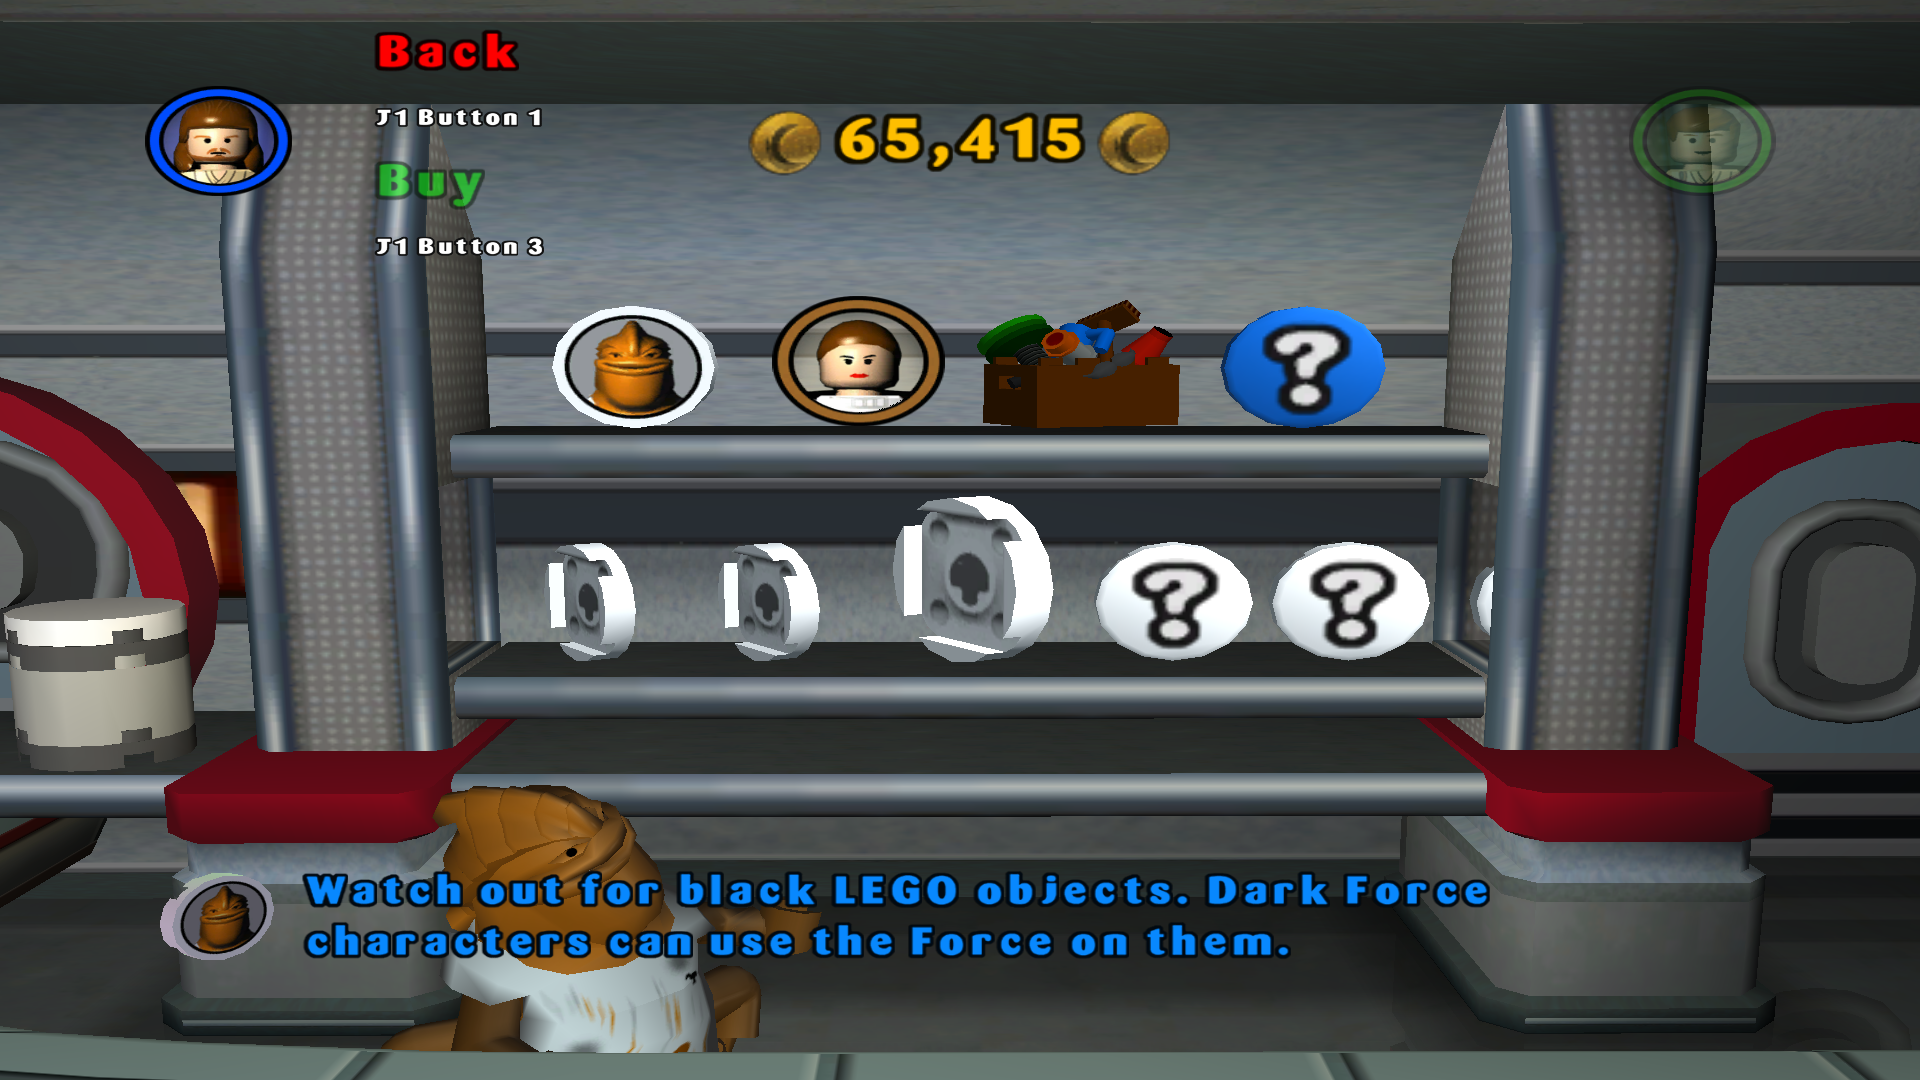 Back
J1 Button 1
Buy
J1 Button 3
65,415
? 
? ?
Watch out for black LEGO objects. Dark Force
characters can use the Force on them.